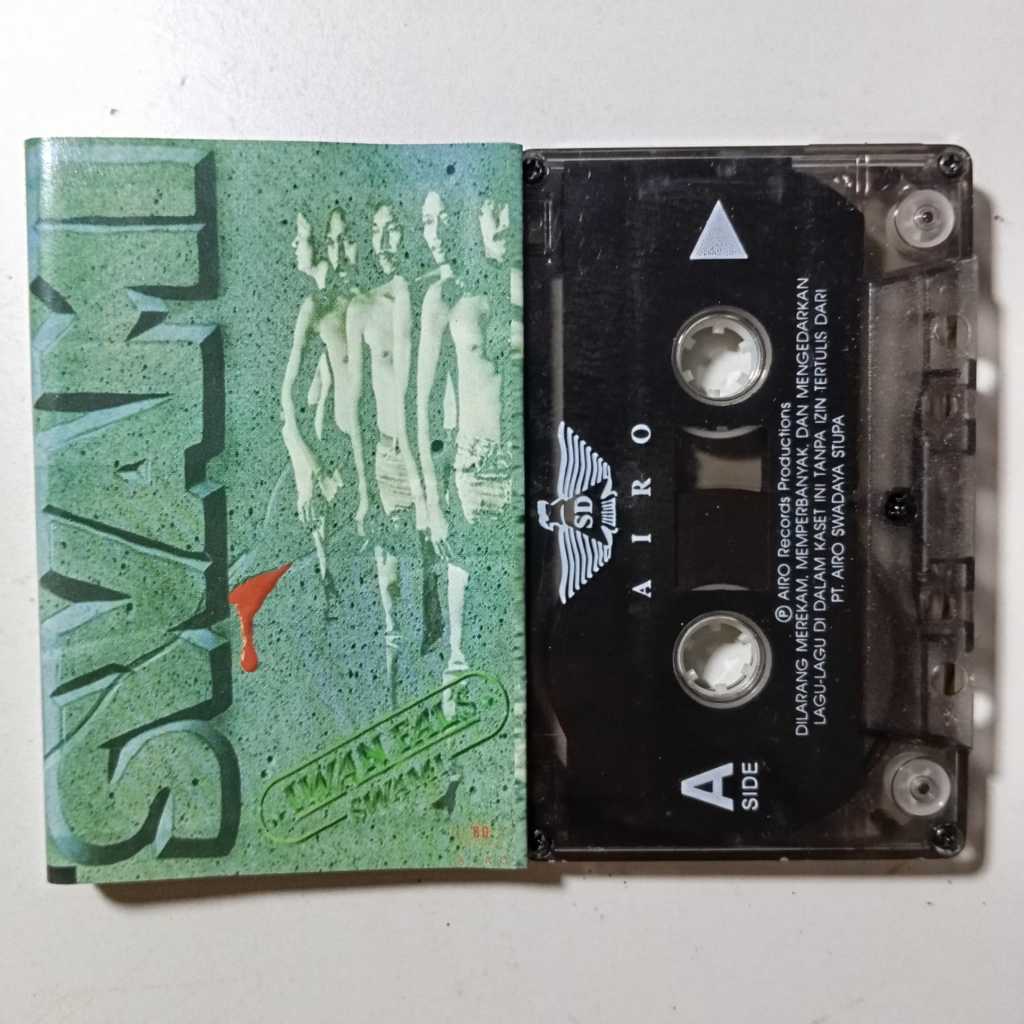 SWAMI
IWAN FALS
SWAMI
SD
AIRO
Ⓟ AIRO Records Productions
DILARANG MEREKAM, MEMPERBANYAK, DAN MENGEDARKAN
LAGU-LAGU DI DALAM KASET INI TANPA IZIN TERTULIS DARI
PT. AIRO SWADAYA STUPA
A
SIDE